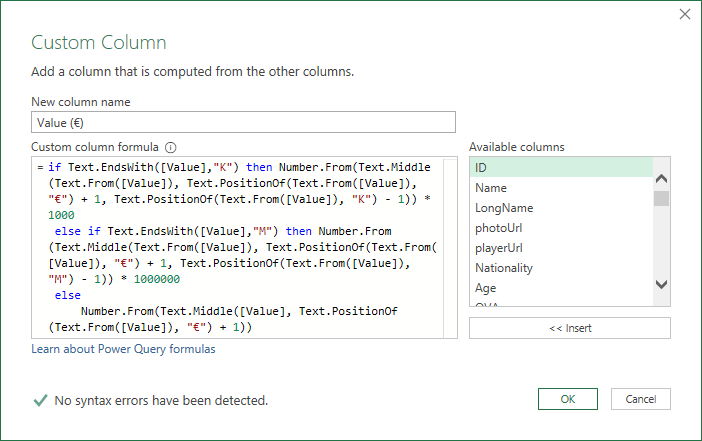 Custom Column
Add a column that is computed from the other columns.
New column name
Value (€)
Custom column formula
= if Text.EndsWith([Value],"K") then Number.From(Text.Middle
(Text.From([Value]), Text.PositionOf(Text.From([Value]),
"€") + 1, Text.PositionOf(Text.From([Value]), "K") - 1)) *
1000
else if Text.EndsWith([Value],"M") then Number.From
(Text.Middle(Text.From([Value]), Text.PositionOf(Text.From(
[Value]), "€") + 1, Text.PositionOf(Text.From([Value]),
"M") - 1)) * 1000000
else
Number.From(Text.Middle([Value], Text.PositionOf
(Text.From([Value]), "€") + 1))
Available columns
ID
Name
LongName
photoUrl
playerUrl
Nationality
Age
<< Insert
Learn about Power Query formulas
No syntax errors have been detected.
OK
Cancel